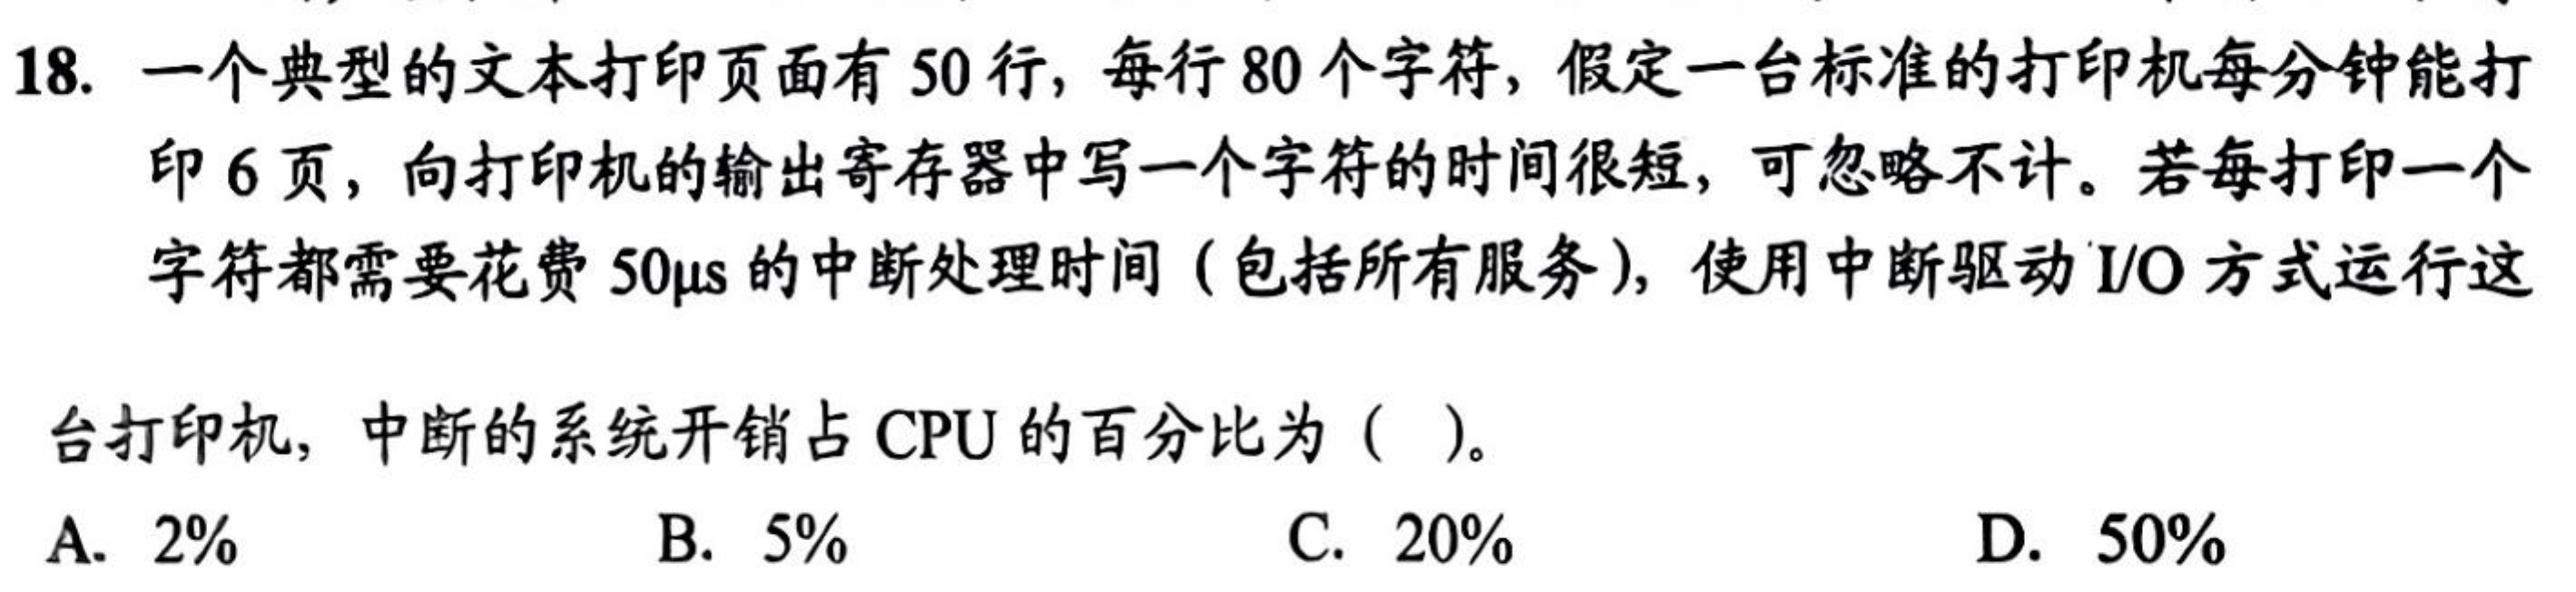 18. 一个典型的文本打印页面有 50 行，每行 80 个字符，假定一台标准的打印机每分钟能打
印 6 页，向打印机的输出寄存器中写一个字符的时间很短，可忽略不计。若每打印一个
字符都需要花费 50μs 的中断处理时间（包括所有服务），使用中断驱动 I/O 方式运行这
台打印机，中断的系统开销占 CPU 的百分比为（ ）。
A. 2% B. 5% C. 20% D. 50%